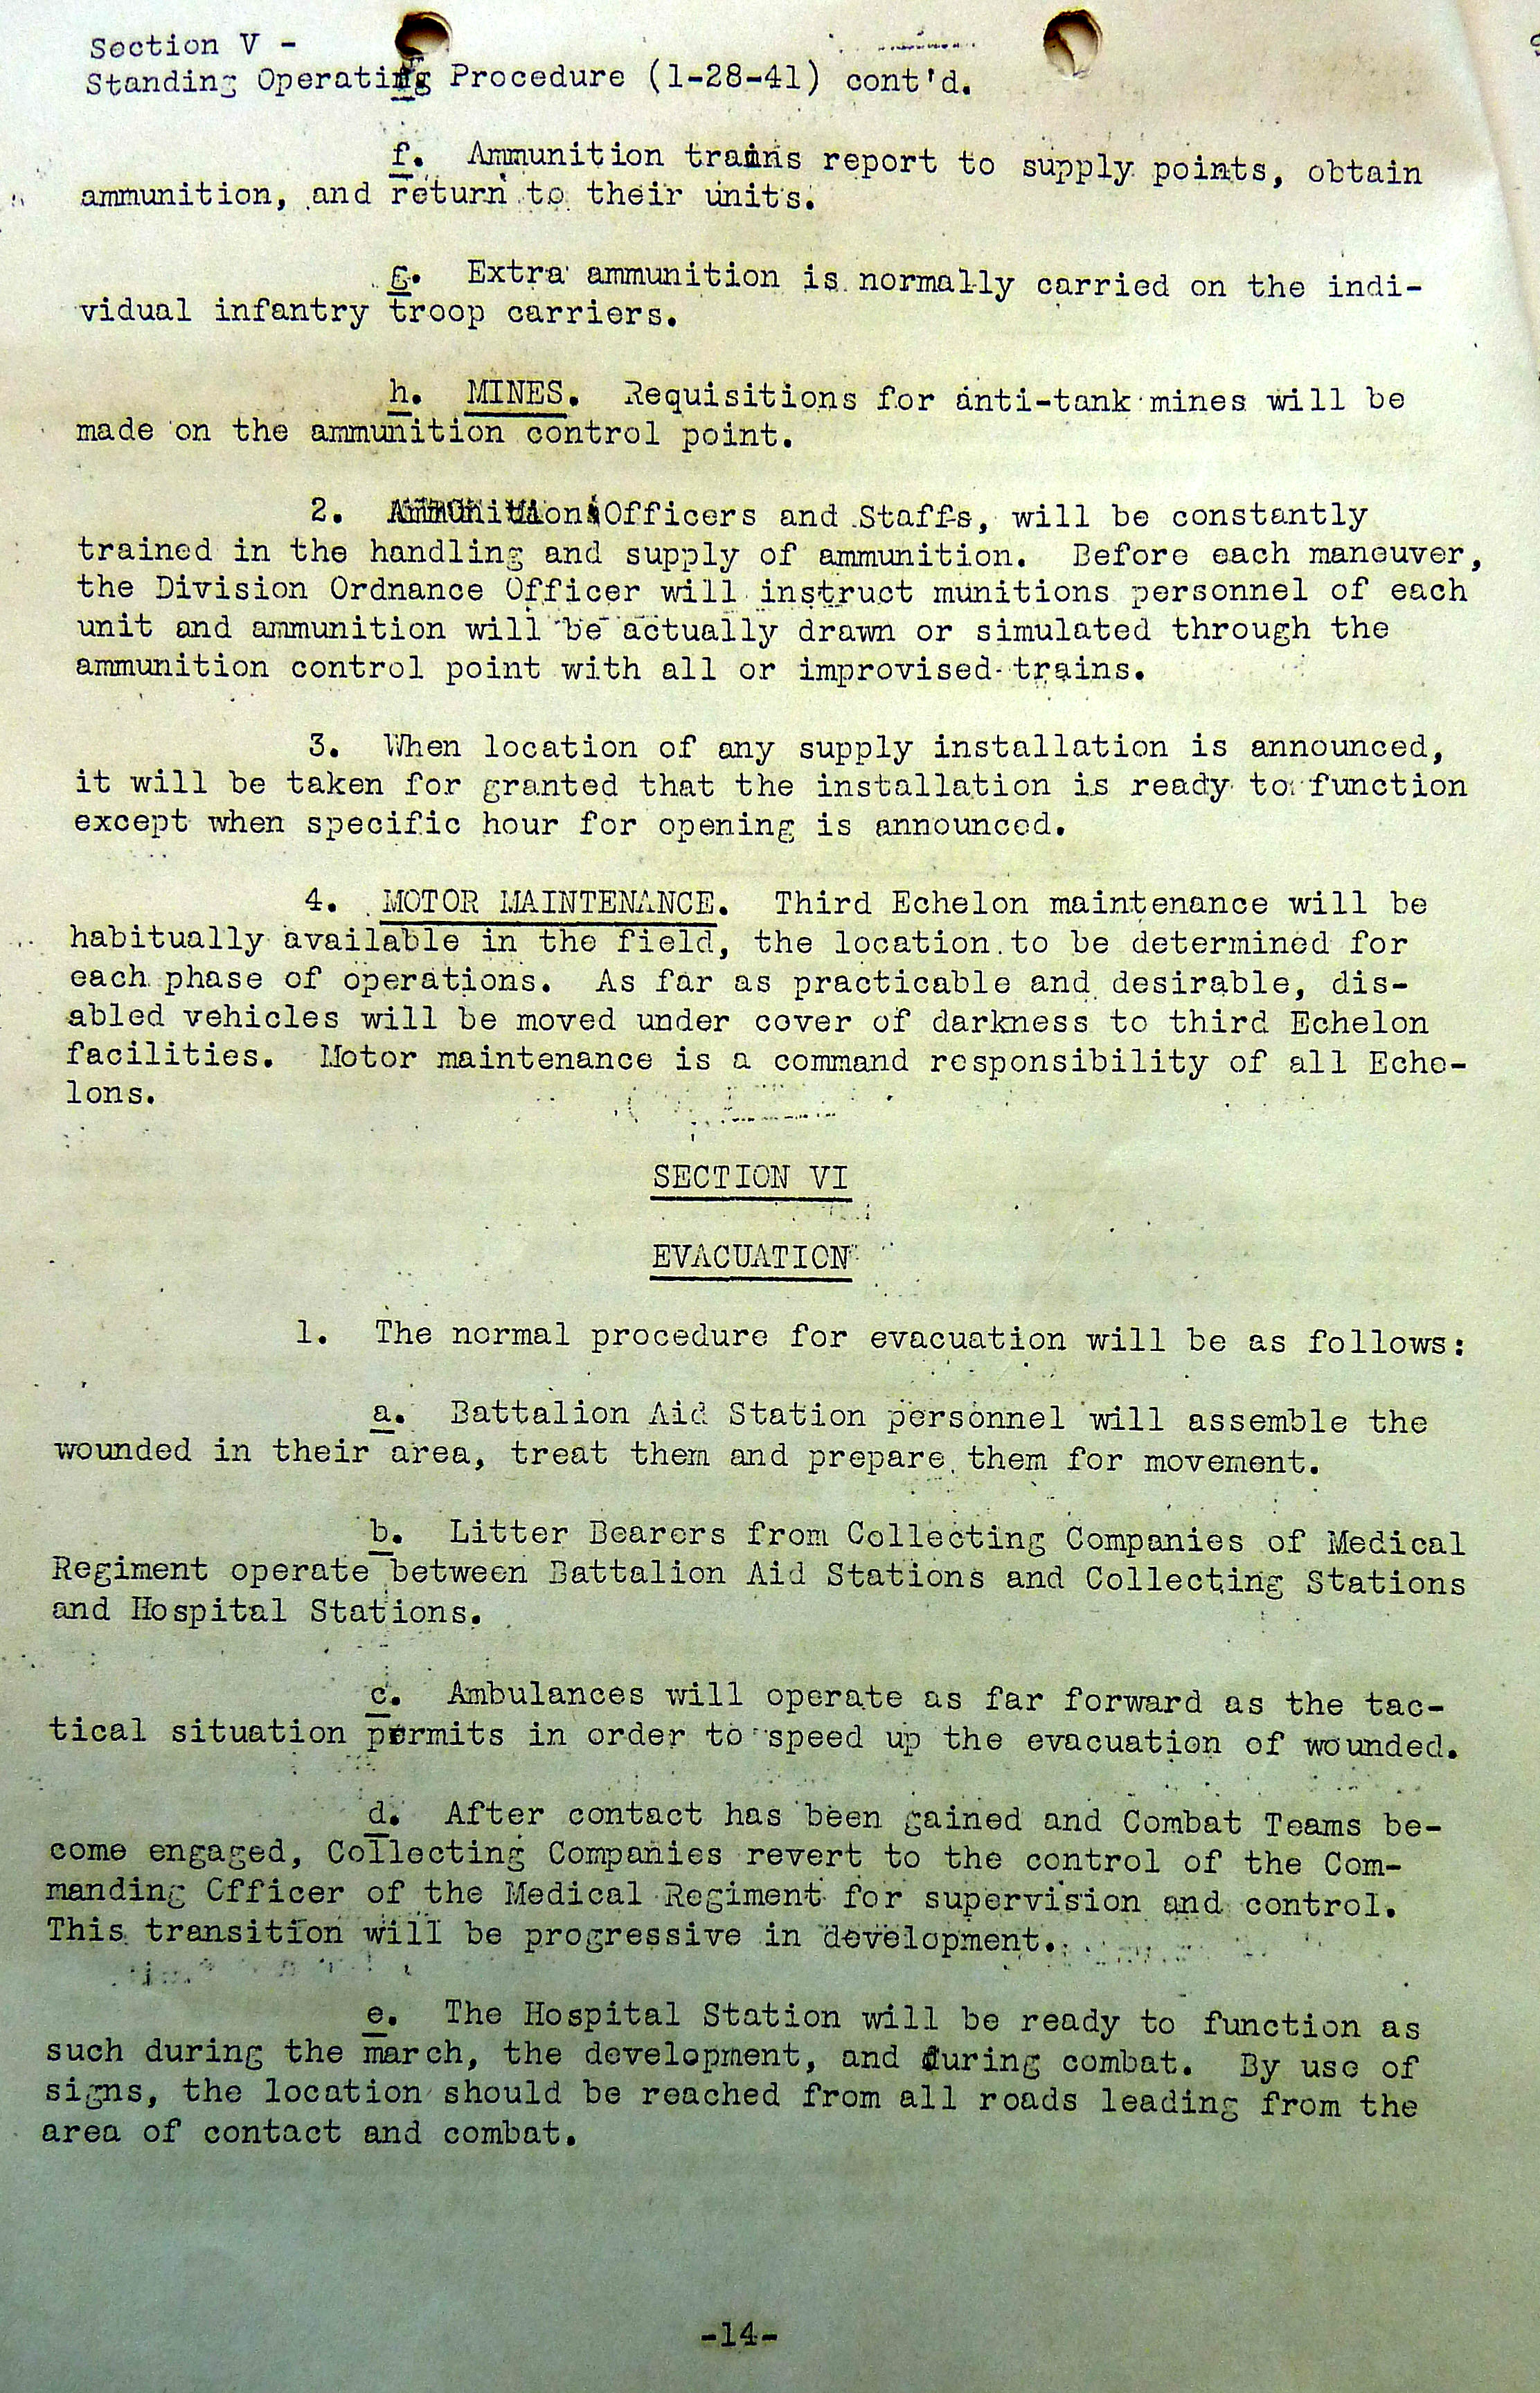 Section V -
Standing Operating Procedure (1-28-41) cont'd.
f. Ammunition trains report to supply points, obtain
ammunition, and return to their units.
g. Extra ammunition is normally carried on the indi-
vidual infantry troop carriers.
h. MINES. Requisitions for anti-tank mines will be
made on the ammunition control point.
2. Ammunition Officers and Staffs, will be constantly
trained in the handling and supply of ammunition. Before each maneuver,
the Division Ordnance Officer will instruct munitions personnel of each
unit and ammunition will be actually drawn or simulated through the
ammunition control point with all or improvised trains.
3. When location of any supply installation is announced,
it will be taken for granted that the installation is ready to function
except when specific hour for opening is announced.
4. MOTOR MAINTENANCE. Third Echelon maintenance will be
habitually available in the field, the location to be determined for
each phase of operations. As far as practicable and desirable, dis-
abled vehicles will be moved under cover of darkness to third Echelon
facilities. Motor maintenance is a command responsibility of all Eche-
lons.
SECTION VI
EVACUATION
1. The normal procedure for evacuation will be as follows:
a. Battalion Aid Station personnel will assemble the
wounded in their area, treat them and prepare them for movement.
b. Litter Bearers from Collecting Companies of Medical
Regiment operate between Battalion Aid Stations and Collecting Stations
and Hospital Stations.
c. Ambulances will operate as far forward as the tac-
tical situation permits in order to speed up the evacuation of wounded.
d. After contact has been gained and Combat Teams be-
come engaged, Collecting Companies revert to the control of the Com-
manding Officer of the Medical Regiment for supervision and control.
This transition will be progressive in development.
e. The Hospital Station will be ready to function as
such during the march, the development, and during combat. By use of
signs, the location should be reached from all roads leading from the
area of contact and combat.
-14-